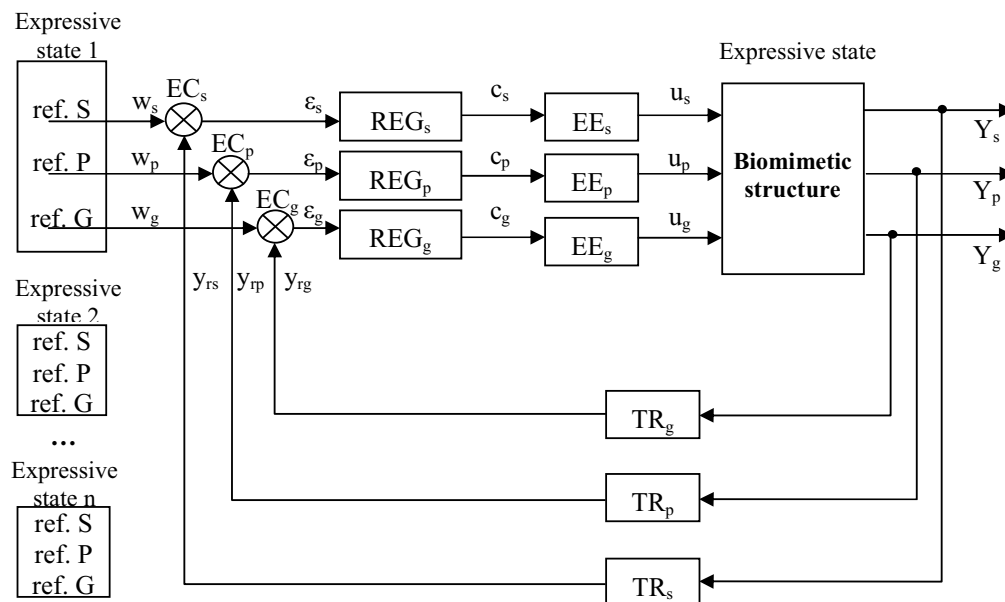 Expressive
state 1
ref. S
ref. P
ref. G
w_s
w_p
w_g
EC_s
EC_p
EC_g
ε_s
ε_p
ε_g
REG_s
REG_p
REG_g
c_s
c_p
c_g
EE_s
EE_p
EE_g
u_s
u_p
u_g
Expressive state
Biomimetic
structure
Y_s
Y_p
Y_g
y_rs
y_rp
y_rg
Expressive
state 2
ref. S
ref. P
ref. G
...
Expressive
state n
ref. S
ref. P
ref. G
TR_g
TR_p
TR_s